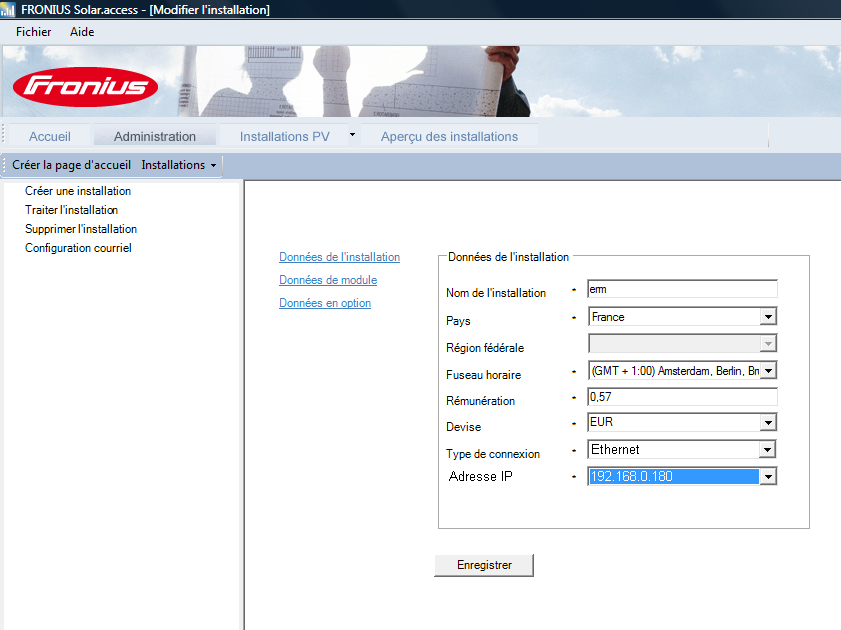 FRONIUS Solar.access - [Modifier l'installation]
Fichier Aide
Fronius
Accueil Administration Installations PV Aperçu des installations
Créer la page d'accueil Installations
Créer une installation
Traiter l'installation
Supprimer l'installation
Configuration courriel
Données de l'installation
Données de module
Données en option
Données de l'installation
Nom de l'installation erm
Pays France
Région fédérale
Fuseau horaire (GMT + 1:00) Amsterdam, Berlin, Br
Rémunération 0,57
Devise EUR
Type de connexion Ethernet
Adresse IP 192.168.0.180
Enregistrer